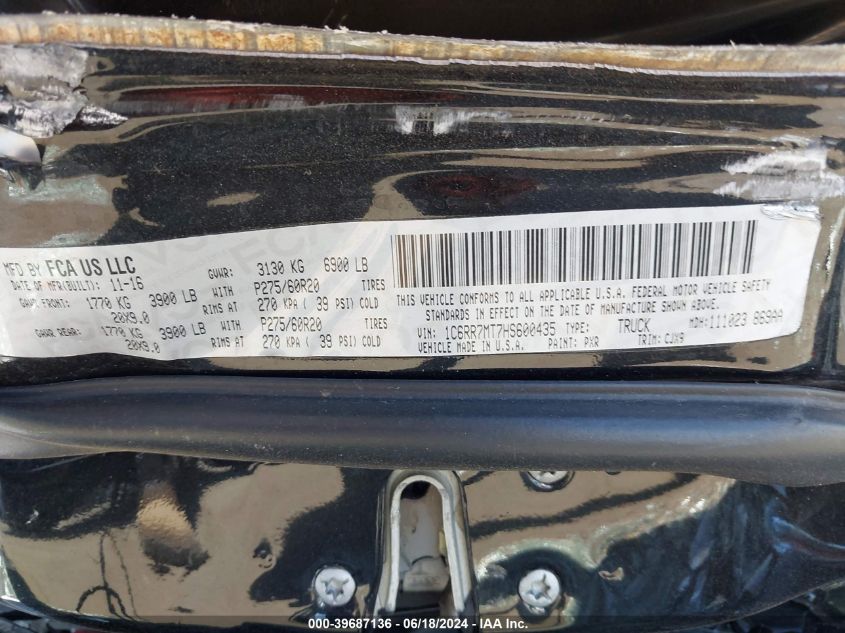 MFD BY FCA US LLC
DATE OF MFR(BUILT): 11-16 GVWR: 3130 KG 6900 LB
GAWR FRONT: 1770 KG 3900 LB WITH P275/60R20 TIRES
20X9.0 RIMS AT 270 KPA ( 39 PSI) COLD
GAWR REAR: 1770 KG 3900 LB WITH P275/60R20 TIRES
20X9.0 RIMS AT 270 KPA ( 39 PSI) COLD
THIS VEHICLE CONFORMS TO ALL APPLICABLE U.S.A. FEDERAL MOTOR VEHICLE SAFETY
STANDARDS IN EFFECT ON THE DATE OF MANUFACTURE SHOWN ABOVE.
VIN: 1C6RR7MT7HS600435 TYPE: TRUCK MDH: 111023 869AA
VEHICLE MADE IN U.S.A. PAINT: PXR TRIM: CJX9
000-39687136 - 06/18/2024 - IAA Inc.